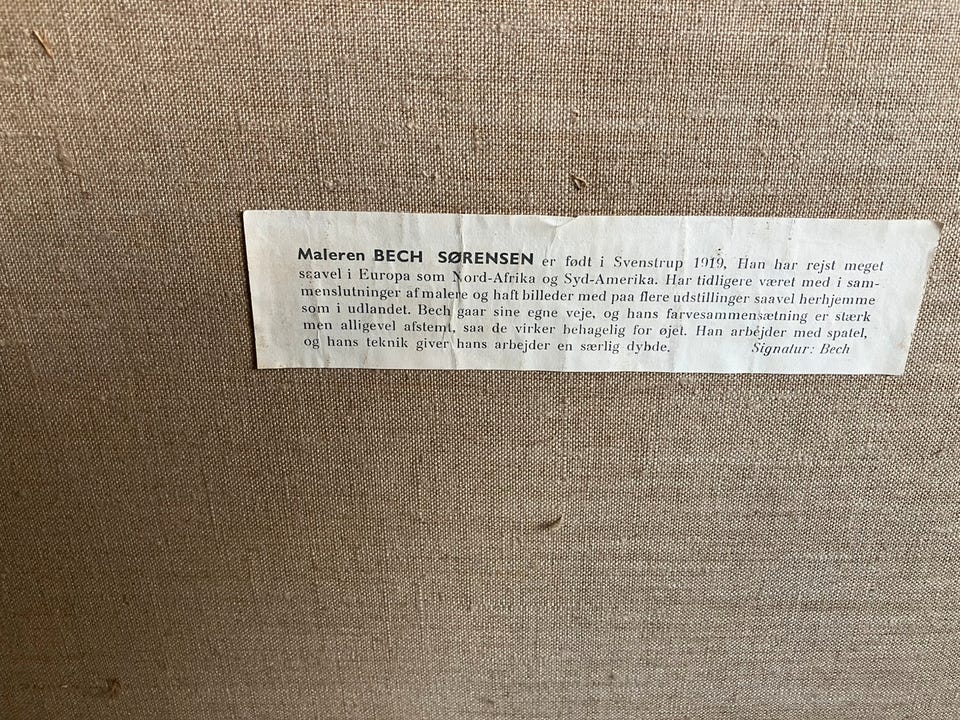 Maleren BECH SØRENSEN er født i Svenstrup 1919, Han har rejst meget
saavel i Europa som Nord-Afrika og Syd-Amerika. Har tidligere været med i sam-
menslutninger af malere og haft billeder med paa flere udstillinger saavel herhjemme
som i udlandet. Bech gaar sine egne veje, og hans farvesammensætning er stærk
men alligevel afstemt, saa de virker behagelig for øjet. Han arbejder med spatel,
og hans teknik giver hans arbejder en særlig dybde. Signatur: Bech